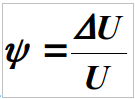 ψ = ΔU / U